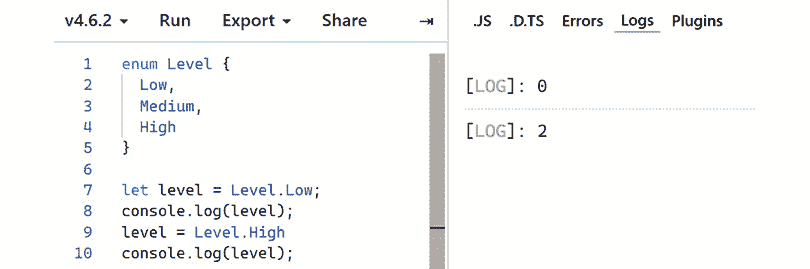 v4.6.2 Run Export Share
.JS .D.TS Errors Logs Plugins
1 enum Level {
2 Low,
3 Medium,
4 High
5 }
6
7 let level = Level.Low;
8 console.log(level);
9 level = Level.High
10 console.log(level);
[LOG]: 0
[LOG]: 2